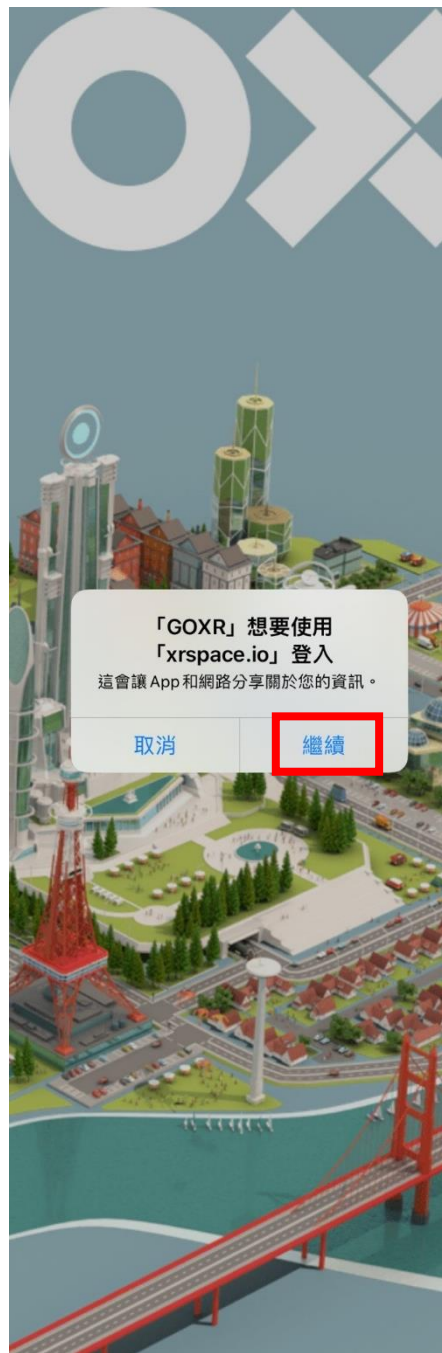 OX
「GOXR」想要使用
「xrspace.io」登入
這會讓 App 和網路分享關於您的資訊。
取消
繼續